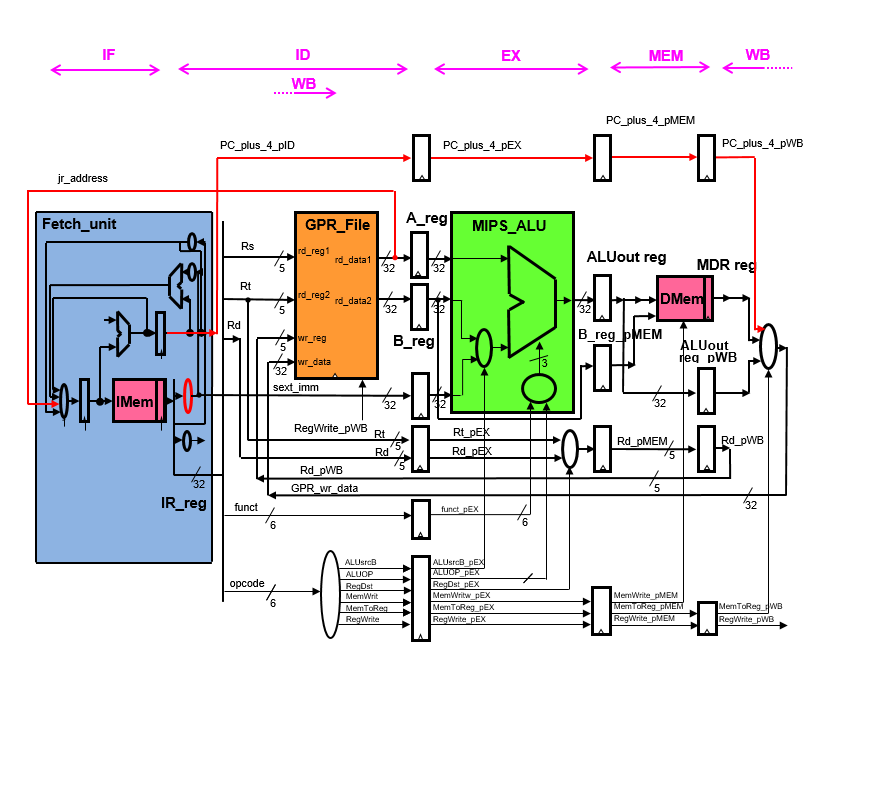 IF
ID
EX
MEM
WB
WB
PC_plus_4_pMEM
PC_plus_4_pID
PC_plus_4_pEX
PC_plus_4_pWB
jr_address
Fetch_unit
GPR_File
A_reg
MIPS_ALU
Rs
5
rd_reg1
rd_data1
32
32
ALUout reg
MDR reg
Rt
5
rd_reg2
rd_data2
32
32
32
DMem
Rd
5
wr_reg
B_reg
B_reg_pMEM
32
wr_data
3
ALUout
reg_pWB
IMem
sext_imm
32
32
32
RegWrite_pWB
Rt
5
Rt_pEX
Rd
5
Rd_pEX
Rd_pMEM
5
Rd_pWB
Rd_pWB
5
32
GPR_wr_data
32
IR_reg
funct
6
funct_pEX
6
opcode
6
ALUsrcB
ALUOP
RegDst
MemWrit
MemToReg
RegWrite
ALUsrcB_pEX
ALUOP_pEX
RegDst_pEX
MemWritw_pEX
MemToReg_pEX
RegWrite_pEX
MemWrite_pMEM
MemToReg_pMEM
RegWrite_pMEM
MemToReg_pWB
RegWrite_pWB